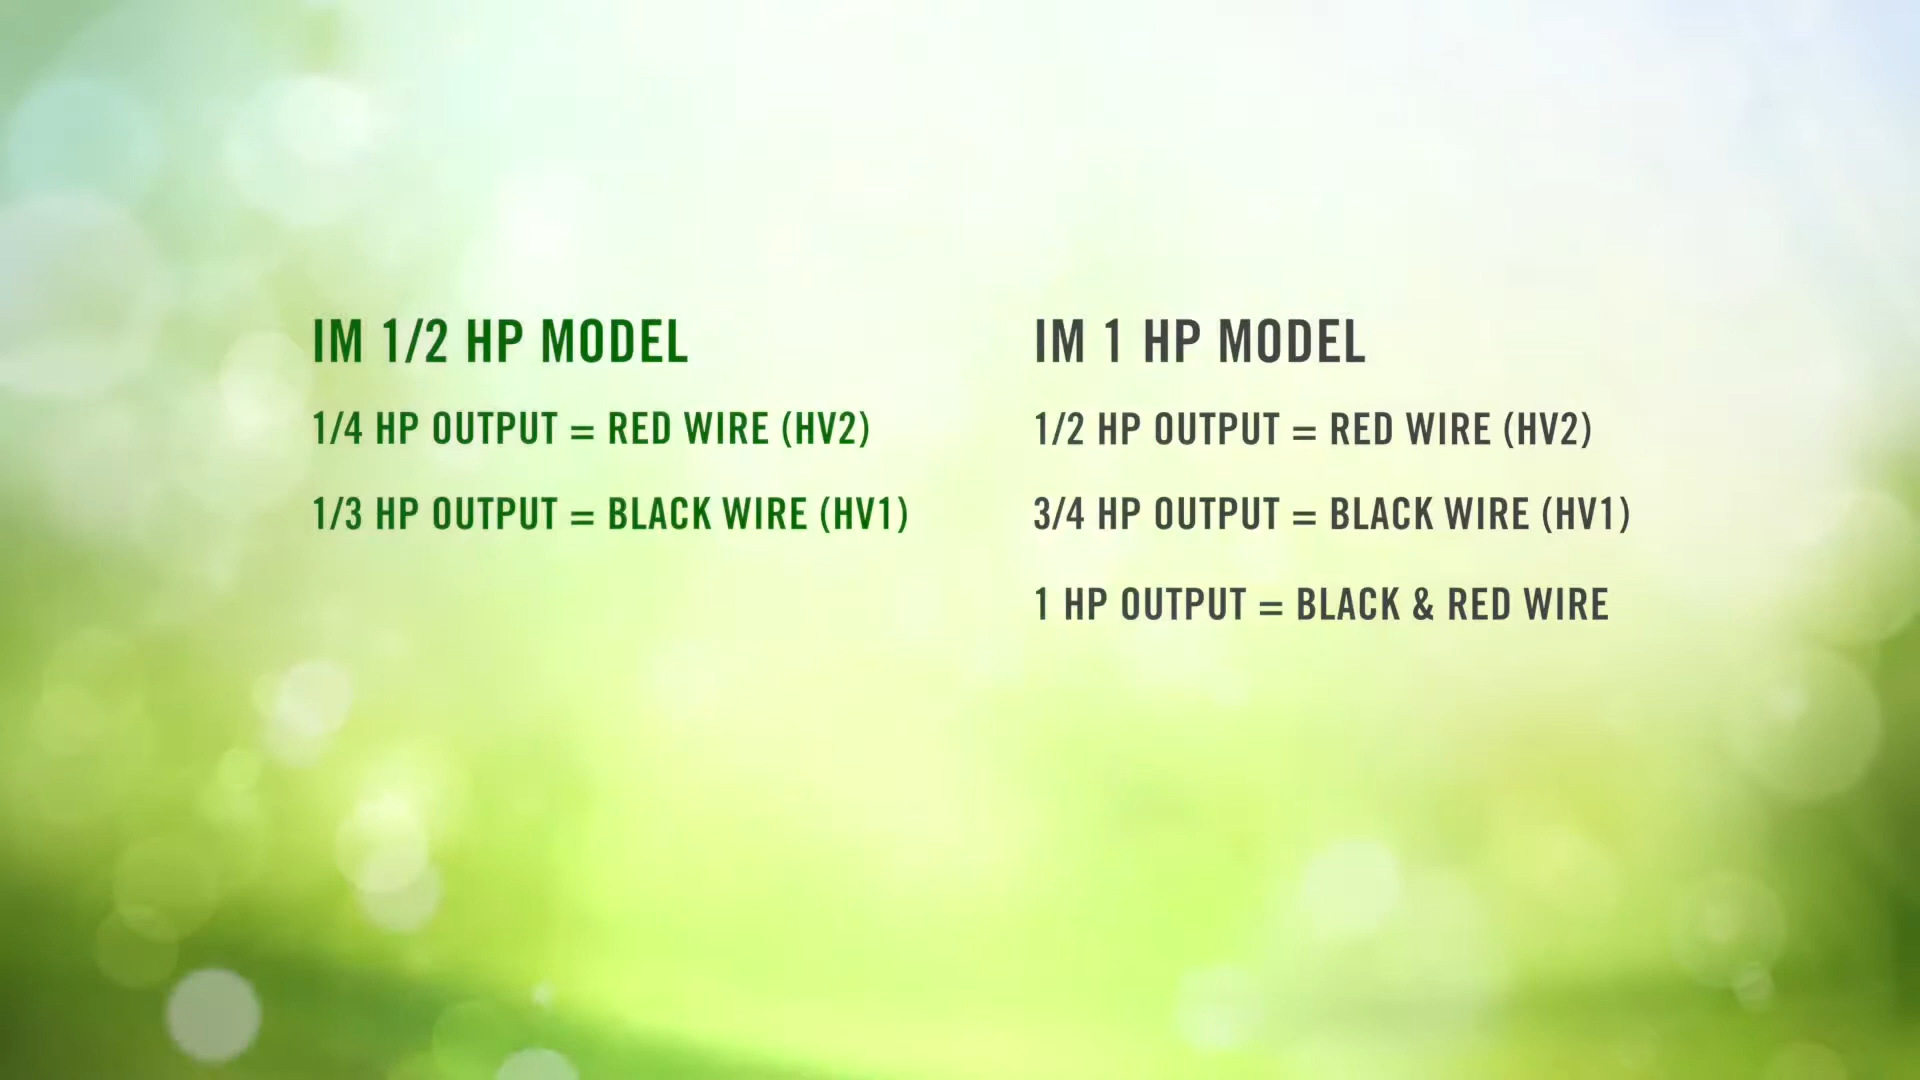 IM 1/2 HP MODEL
1/4 HP OUTPUT = RED WIRE (HV2)
1/3 HP OUTPUT = BLACK WIRE (HV1)
IM 1 HP MODEL
1/2 HP OUTPUT = RED WIRE (HV2)
3/4 HP OUTPUT = BLACK WIRE (HV1)
1 HP OUTPUT = BLACK & RED WIRE